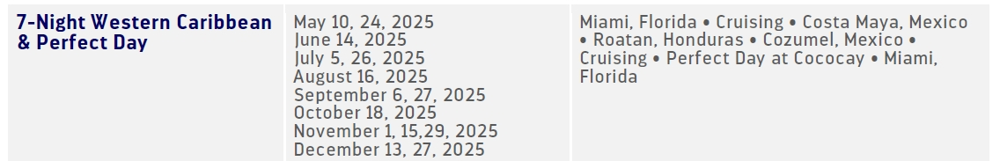 7-Night Western Caribbean
& Perfect Day
May 10, 24, 2025
June 14, 2025
July 5, 26, 2025
August 16, 2025
September 6, 27, 2025
October 18, 2025
November 1, 15,29, 2025
December 13, 27, 2025
Miami, Florida • Cruising • Costa Maya, Mexico
• Roatan, Honduras • Cozumel, Mexico •
Cruising • Perfect Day at Cococay • Miami,
Florida